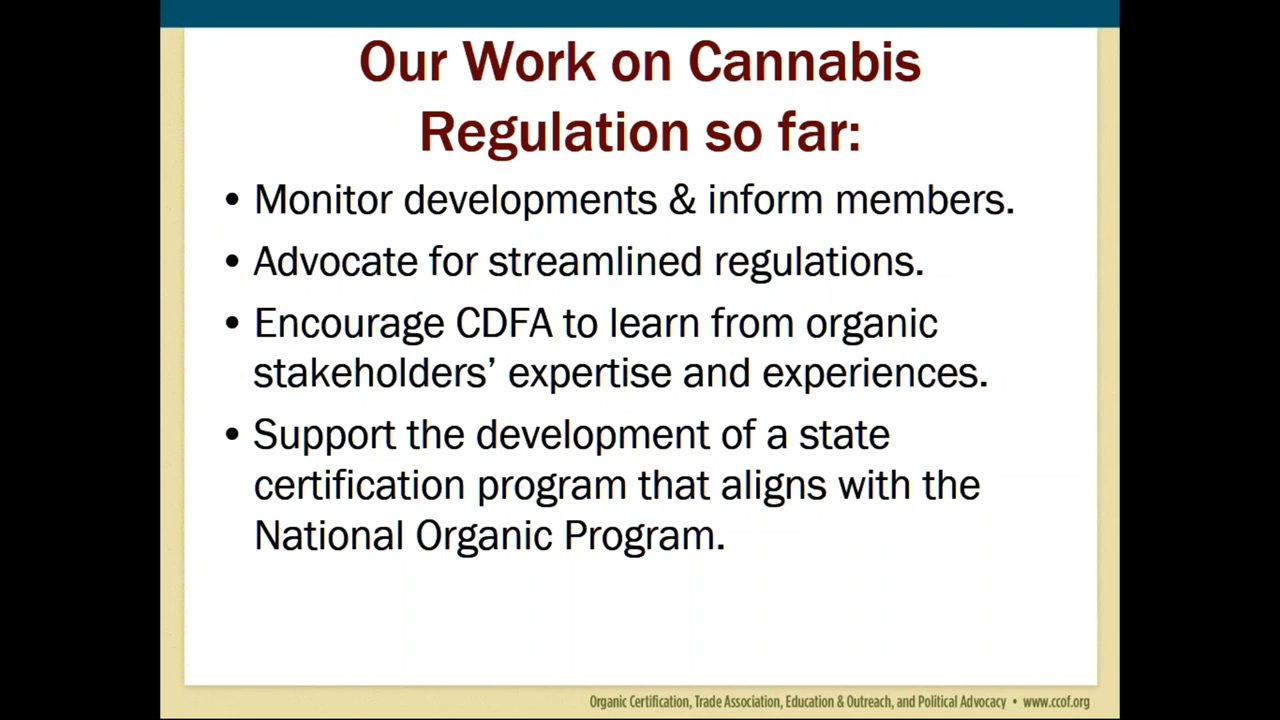 Our Work on Cannabis
Regulation so far:
• Monitor developments & inform members.
• Advocate for streamlined regulations.
• Encourage CDFA to learn from organic
stakeholders’ expertise and experiences.
• Support the development of a state
certification program that aligns with the
National Organic Program.
Organic Certification, Trade Association, Education & Outreach, and Political Advocacy • www.ccof.org